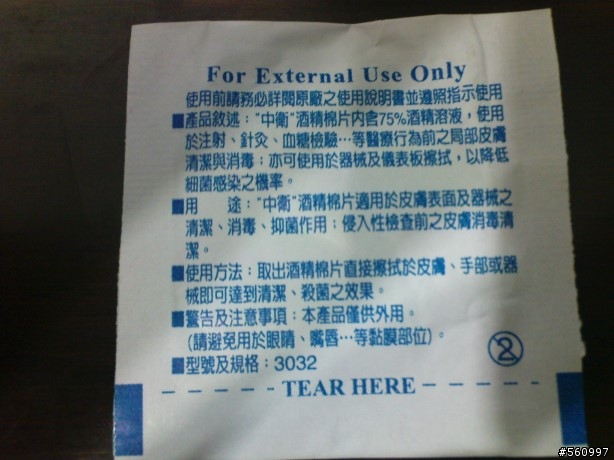 For External Use Only
使用前請務必詳閱原廠之使用說明書並遵照指示使用
■產品敘述："中衛"酒精棉片內含75%酒精溶液，使用
於注射、針灸、血糖檢驗…等醫療行為前之局部皮膚
清潔與消毒；亦可使用於器械及儀表板擦拭，以降低
細菌感染之機率。
■用　途："中衛"酒精棉片適用於皮膚表面及器械之
清潔、消毒、抑菌作用；侵入性檢查前之皮膚消毒清
潔。
■使用方法：取出酒精棉片直接擦拭於皮膚、手部或器
械即可達到清潔、殺菌之效果。
■警告及注意事項：本產品僅供外用。
(請避免用於眼睛、嘴唇…等黏膜部位)。
■型號及規格：3032
2
TEAR HERE
#560997